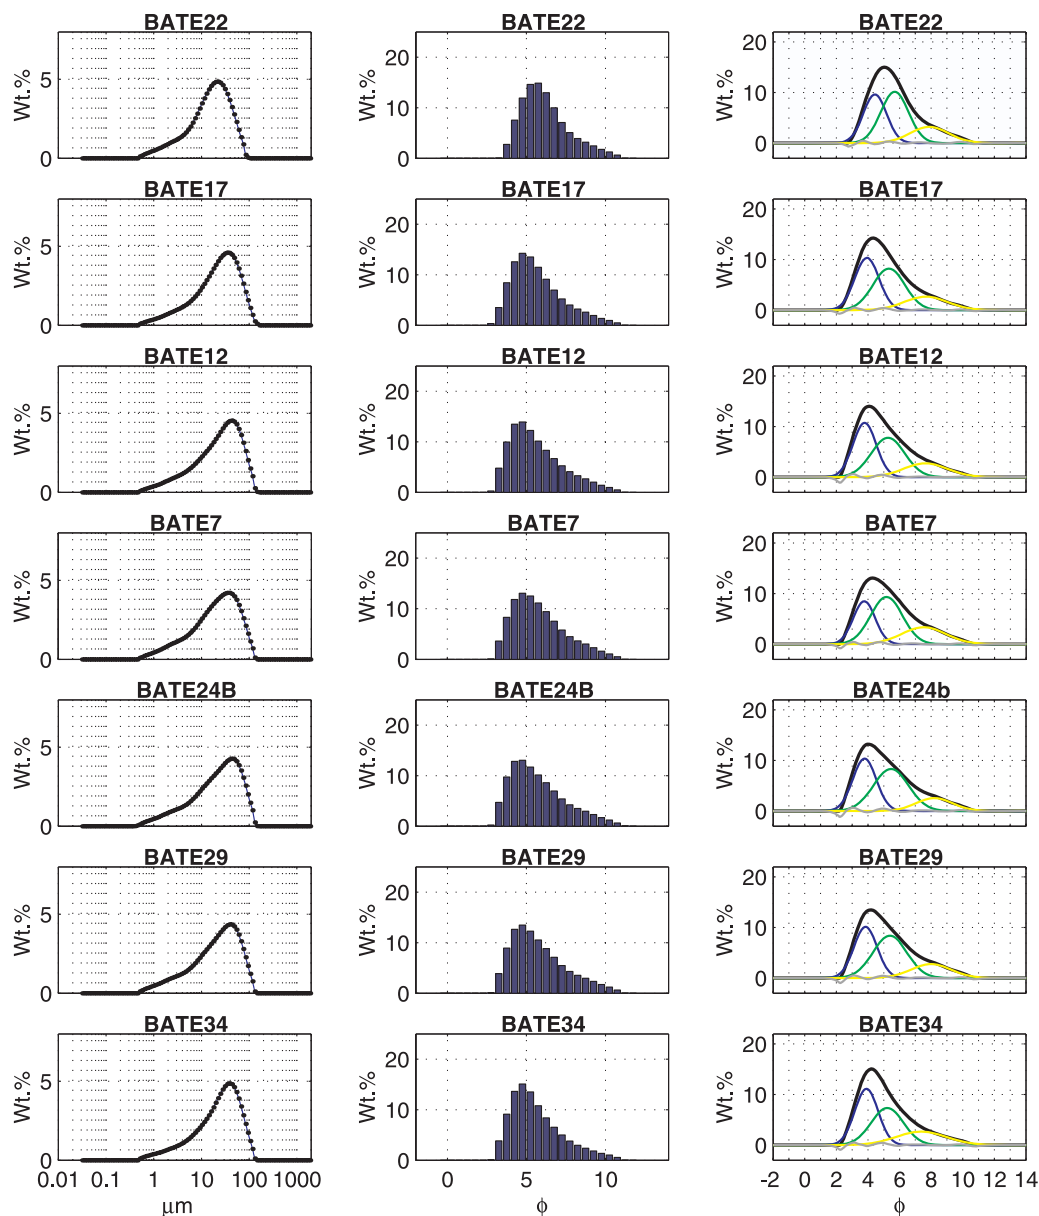 BATE22 BATE22 BATE22
Wt.% 5 0 Wt.% 20 10 0 Wt.% 20 10 0
BATE17 BATE17 BATE17
Wt.% 5 0 Wt.% 20 10 0 Wt.% 20 10 0
BATE12 BATE12 BATE12
Wt.% 5 0 Wt.% 20 10 0 Wt.% 20 10 0
BATE7 BATE7 BATE7
Wt.% 5 0 Wt.% 20 10 0 Wt.% 20 10 0
BATE24B BATE24B BATE24b
Wt.% 5 0 Wt.% 20 10 0 Wt.% 20 10 0
BATE29 BATE29 BATE29
Wt.% 5 0 Wt.% 20 10 0 Wt.% 20 10 0
BATE34 BATE34 BATE34
Wt.% 5 0 Wt.% 20 10 0 Wt.% 20 10 0
0.01 0.1 1 10 100 1000 0 5 10 -2 0 2 4 6 8 10 12 14
μm ϕ ϕ